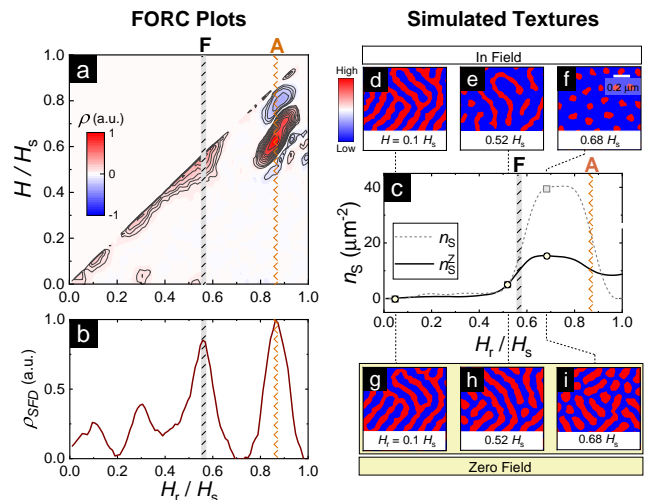 FORC Plots
Simulated Textures
F
A
a
1.0
0.8
0.6
0.4
0.2
0.0
H / Hs
ρ (a.u.)
1
0
-1
0.0 0.2 0.4 0.6 0.8 1.0
b
1.0
0.5
0.0
ρSFD (a.u.)
0.0 0.2 0.4 0.6 0.8 1.0
Hr / Hs
High
Low
In Field
d
e
f
0.2 μm
H = 0.1 Hs
0.52 Hs
0.68 Hs
F
A
c
40
20
0
nS (μm-2)
nS
nSZ
0.0 0.2 0.4 0.6 0.8 1.0
Hr / Hs
g
h
i
Hr = 0.1 Hs
0.52 Hs
0.68 Hs
Zero Field